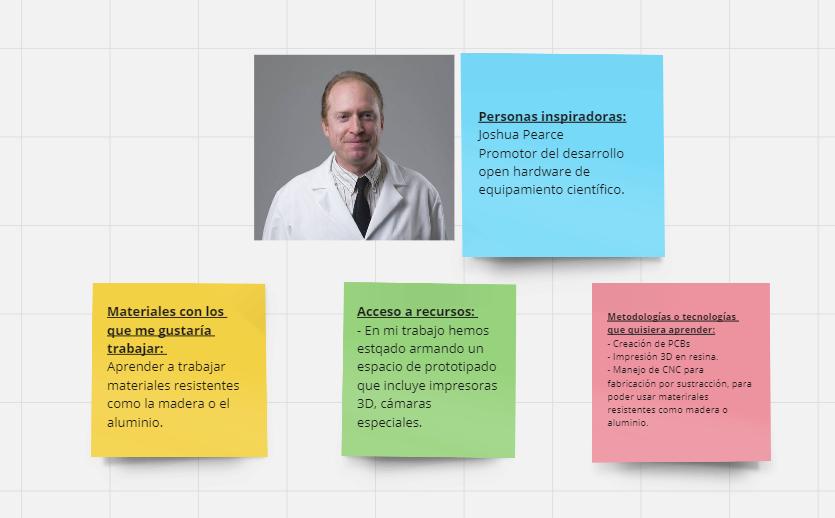 Personas inspiradoras:
Joshua Pearce
Promotor del desarrollo
open hardware de
equipamiento científico.
Materiales con los
que me gustaría
trabajar:
Aprender a trabajar
materiales resistentes
como la madera o el
aluminio.
Acceso a recursos:
- En mi trabajo hemos
estqado armando un
espacio de prototipado
que incluye impresoras
3D, cámaras
especiales.
Metodologías o tecnologías
que quisiera aprender:
- Creación de PCBs
- Impresión 3D en resina.
- Manejo de CNC para
fabricación por sustracción, para
poder usar materirales
resistentes como madera o
aluminio.